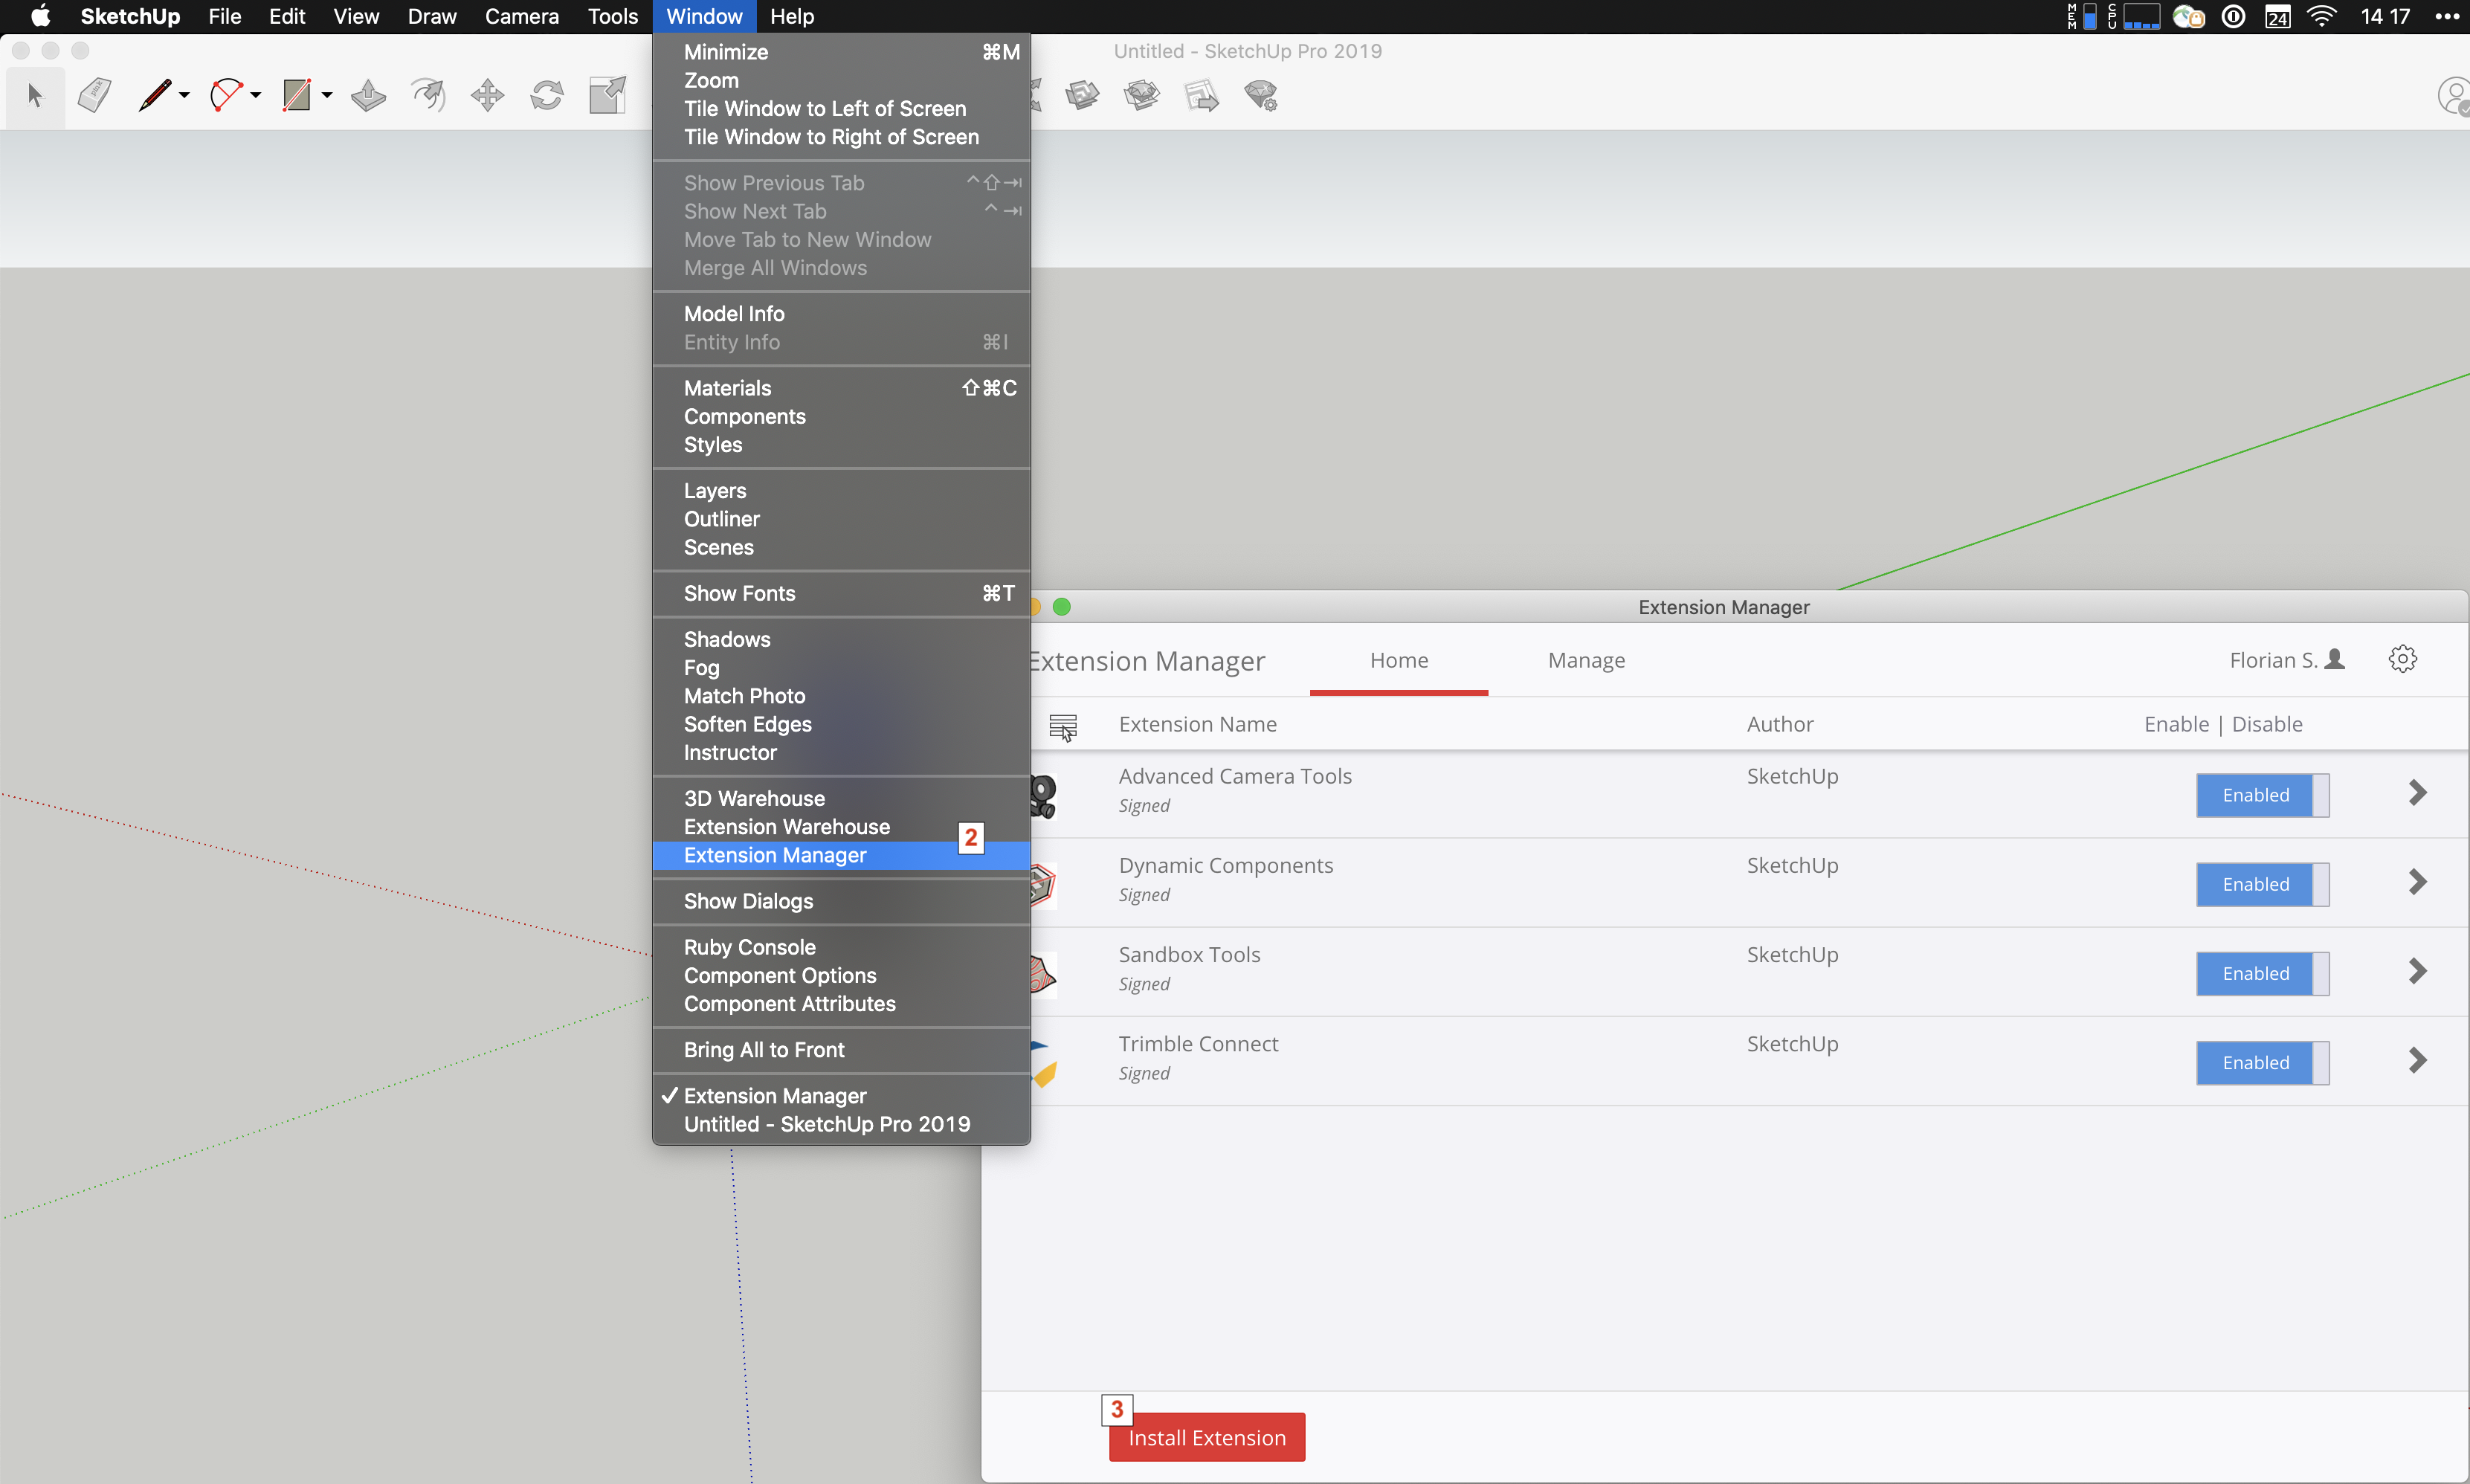 SketchUp File Edit View Draw Camera Tools Window Help
MEM CPU 24 14 17
Untitled - SketchUp Pro 2019
Minimize ⌘M
Zoom
Tile Window to Left of Screen
Tile Window to Right of Screen
Show Previous Tab ^⇧⇥
Show Next Tab ^⇥
Move Tab to New Window
Merge All Windows
Model Info
Entity Info ⌘I
Materials ⇧⌘C
Components
Styles
Layers
Outliner
Scenes
Show Fonts ⌘T
Shadows
Fog
Match Photo
Soften Edges
Instructor
3D Warehouse
Extension Warehouse
2
Extension Manager
Show Dialogs
Ruby Console
Component Options
Component Attributes
Bring All to Front
✓ Extension Manager
Untitled - SketchUp Pro 2019
Extension Manager
Extension Manager Home Manage Florian S.
Extension Name Author Enable | Disable
Advanced Camera Tools SketchUp Enabled
Signed
Dynamic Components SketchUp Enabled
Signed
Sandbox Tools SketchUp Enabled
Signed
Trimble Connect SketchUp Enabled
Signed
3
Install Extension